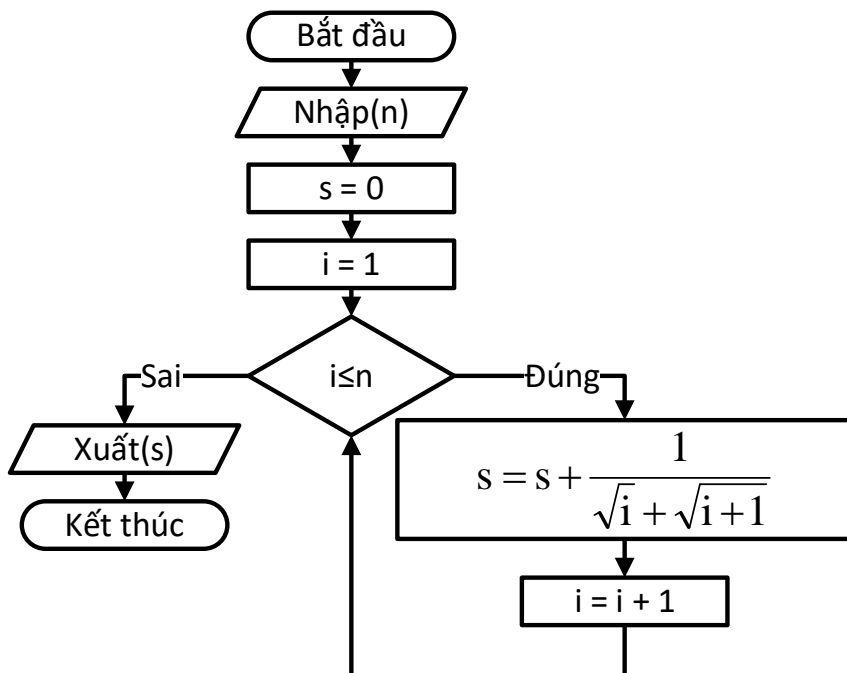 Bắt đầu
Nhập(n)
s = 0
i = 1
i≤n
Sai
Đúng
Xuất(s)
Kết thúc
s = s + 1/(√i + √(i+1))
i = i + 1